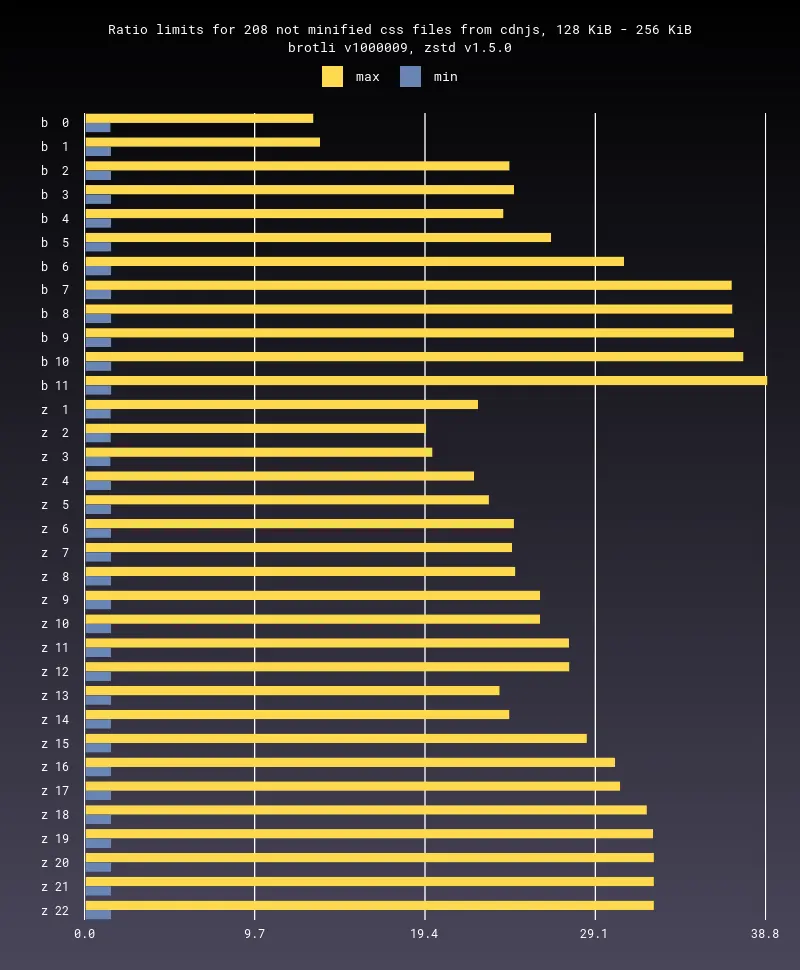 Ratio limits for 208 not minified css files from cdnjs, 128 KiB - 256 KiB
brotli v1000009, zstd v1.5.0
max min
b 0
b 1
b 2
b 3
b 4
b 5
b 6
b 7
b 8
b 9
b 10
b 11
z 1
z 2
z 3
z 4
z 5
z 6
z 7
z 8
z 9
z 10
z 11
z 12
z 13
z 14
z 15
z 16
z 17
z 18
z 19
z 20
z 21
z 22
0.0 9.7 19.4 29.1 38.8